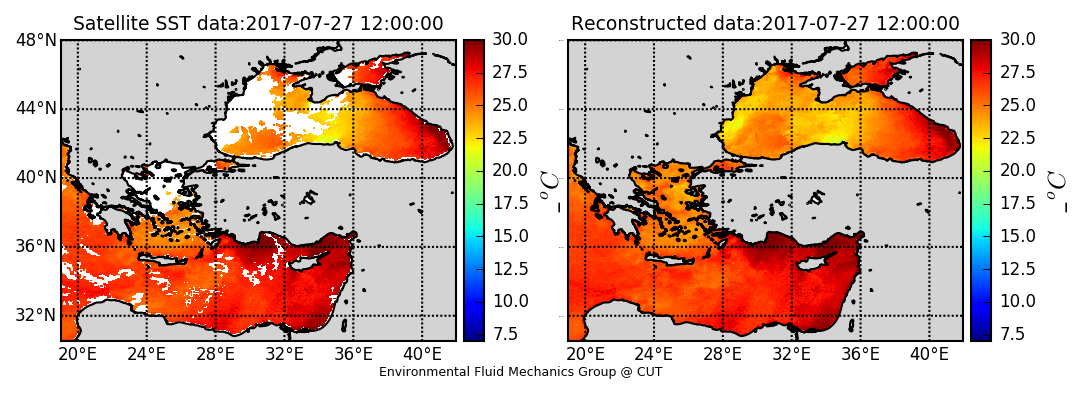 Satellite SST data:2017-07-27 12:00:00
Reconstructed data:2017-07-27 12:00:00
48°N
44°N
40°N
36°N
32°N
20°E 24°E 28°E 32°E 36°E 40°E
30.0
27.5
25.0
22.5
20.0
17.5
15.0
12.5
10.0
7.5
_ °C
20°E 24°E 28°E 32°E 36°E 40°E
30.0
27.5
25.0
22.5
20.0
17.5
15.0
12.5
10.0
7.5
_ °C
Environmental Fluid Mechanics Group @ CUT